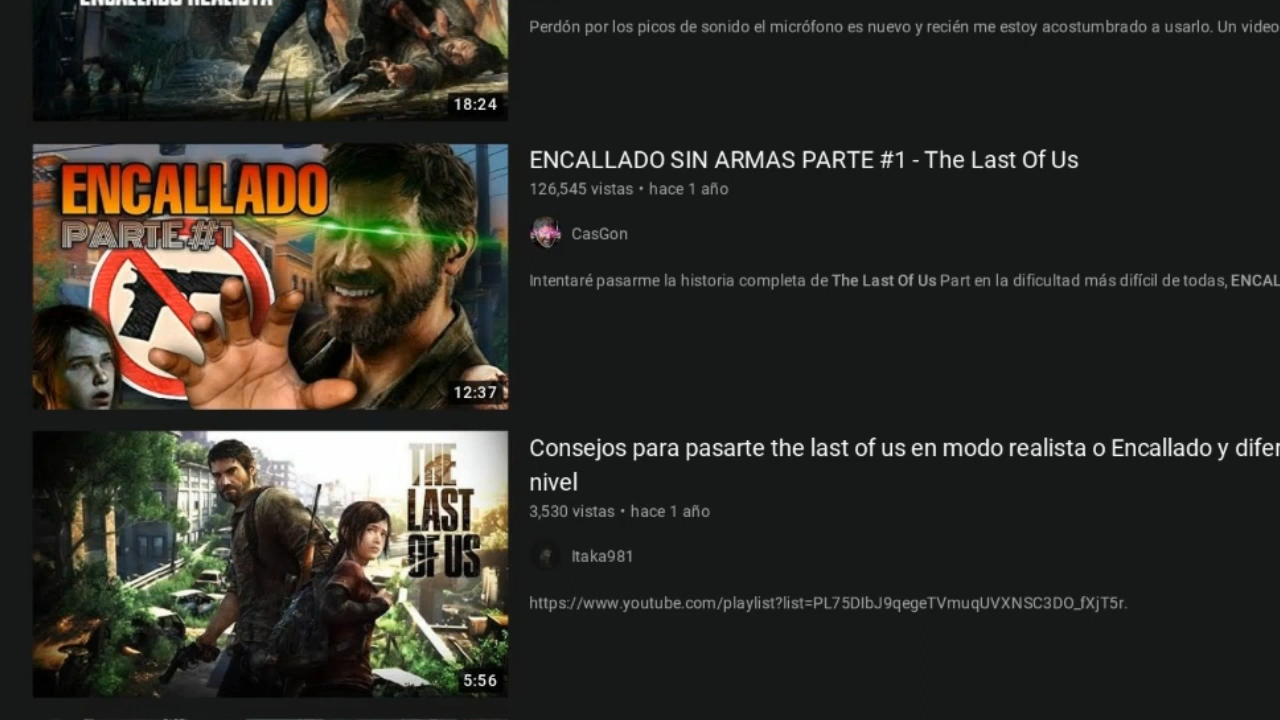 ENCALLADO REALISTA
Perdón por los picos de sonido el micrófono es nuevo y recién me estoy acostumbrado a usarlo. Un video
18:24
ENCALLADO
PARTE #1
12:37
ENCALLADO SIN ARMAS PARTE #1 - The Last Of Us
126,545 vistas • hace 1 año
CasGon
Intentaré pasarme la historia completa de The Last Of Us Part en la dificultad más difícil de todas, ENCAL
THE
LAST
OF US
5:56
Consejos para pasarte the last of us en modo realista o Encallado y difer
nivel
3,530 vistas • hace 1 año
Itaka981
https://www.youtube.com/playlist?list=PL75DIbJ9qegeTVmuqUVXNSC3DO_fXjT5r.